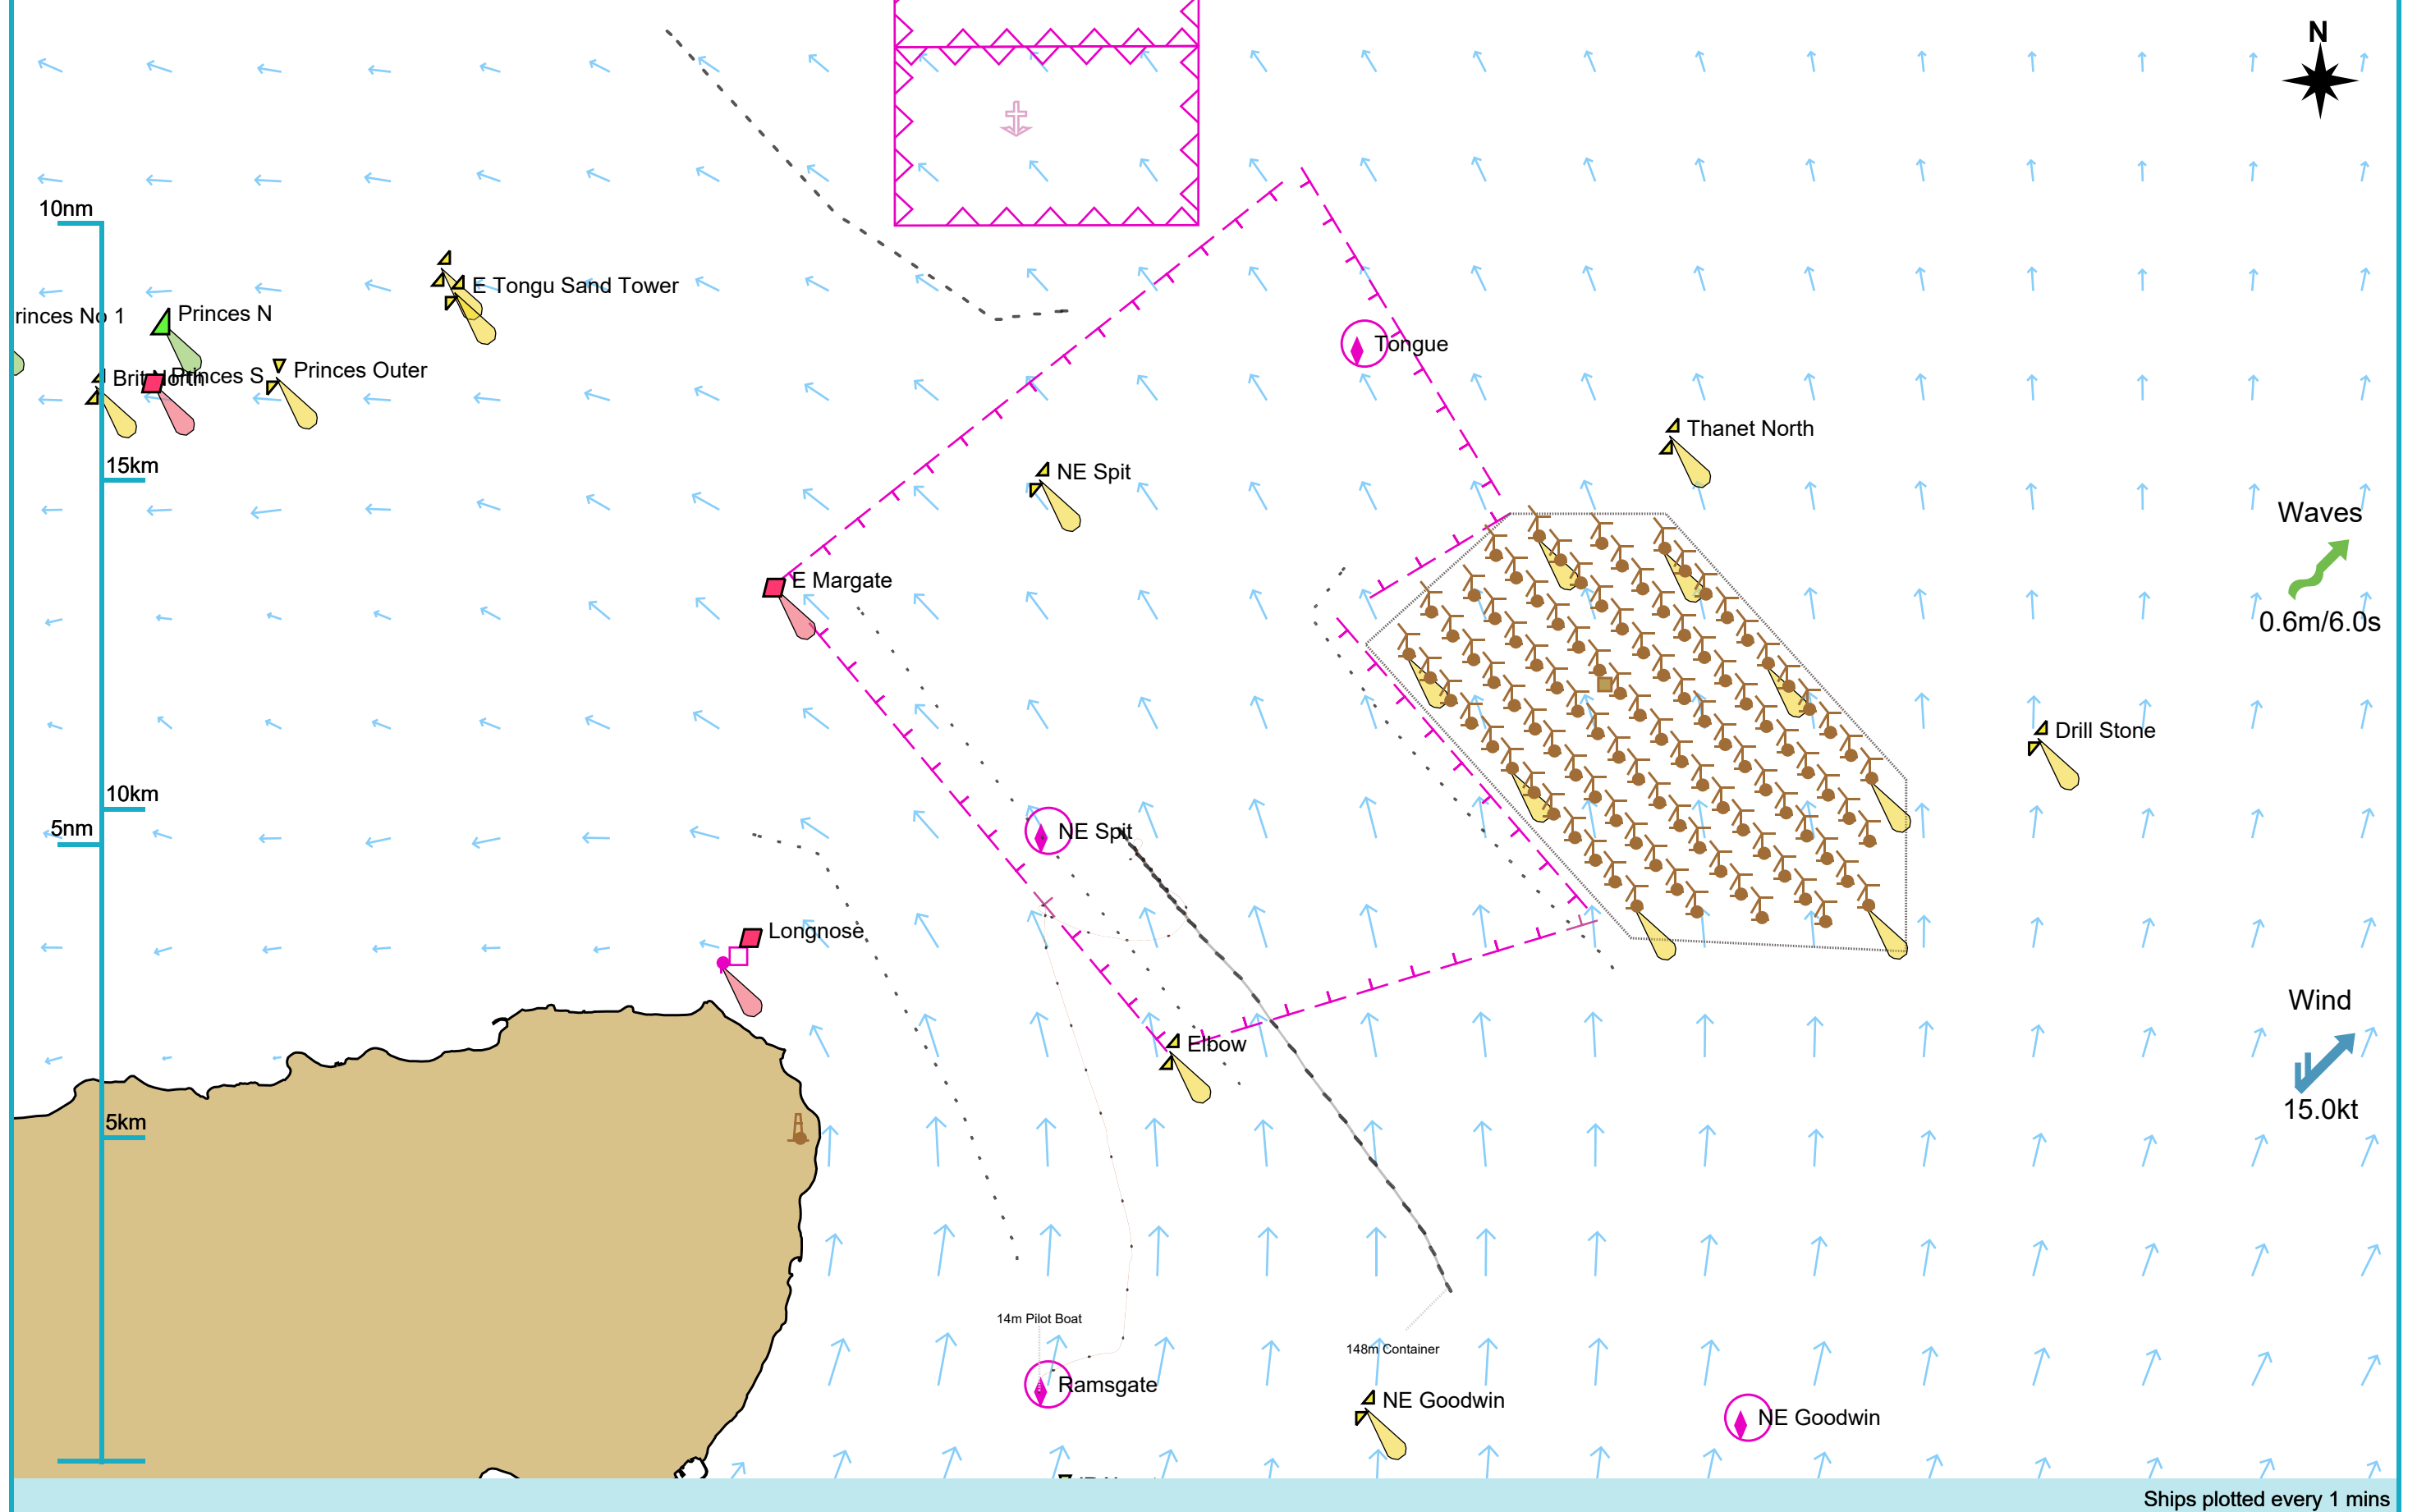 N
10nm
E Tongu Sand Tower
Princes N
rinces No 1
Tongue
Princes Outer
Brit North
Princes S
Thanet North
15km
NE Spit
Waves
E Margate
0.6m/6.0s
Drill Stone
10km
5nm
NE Spit
Longnose
Wind
Elbow
15.0kt
5km
14m Pilot Boat
148m Container
Ramsgate
NE Goodwin
NE Goodwin
Ships plotted every 1 mins